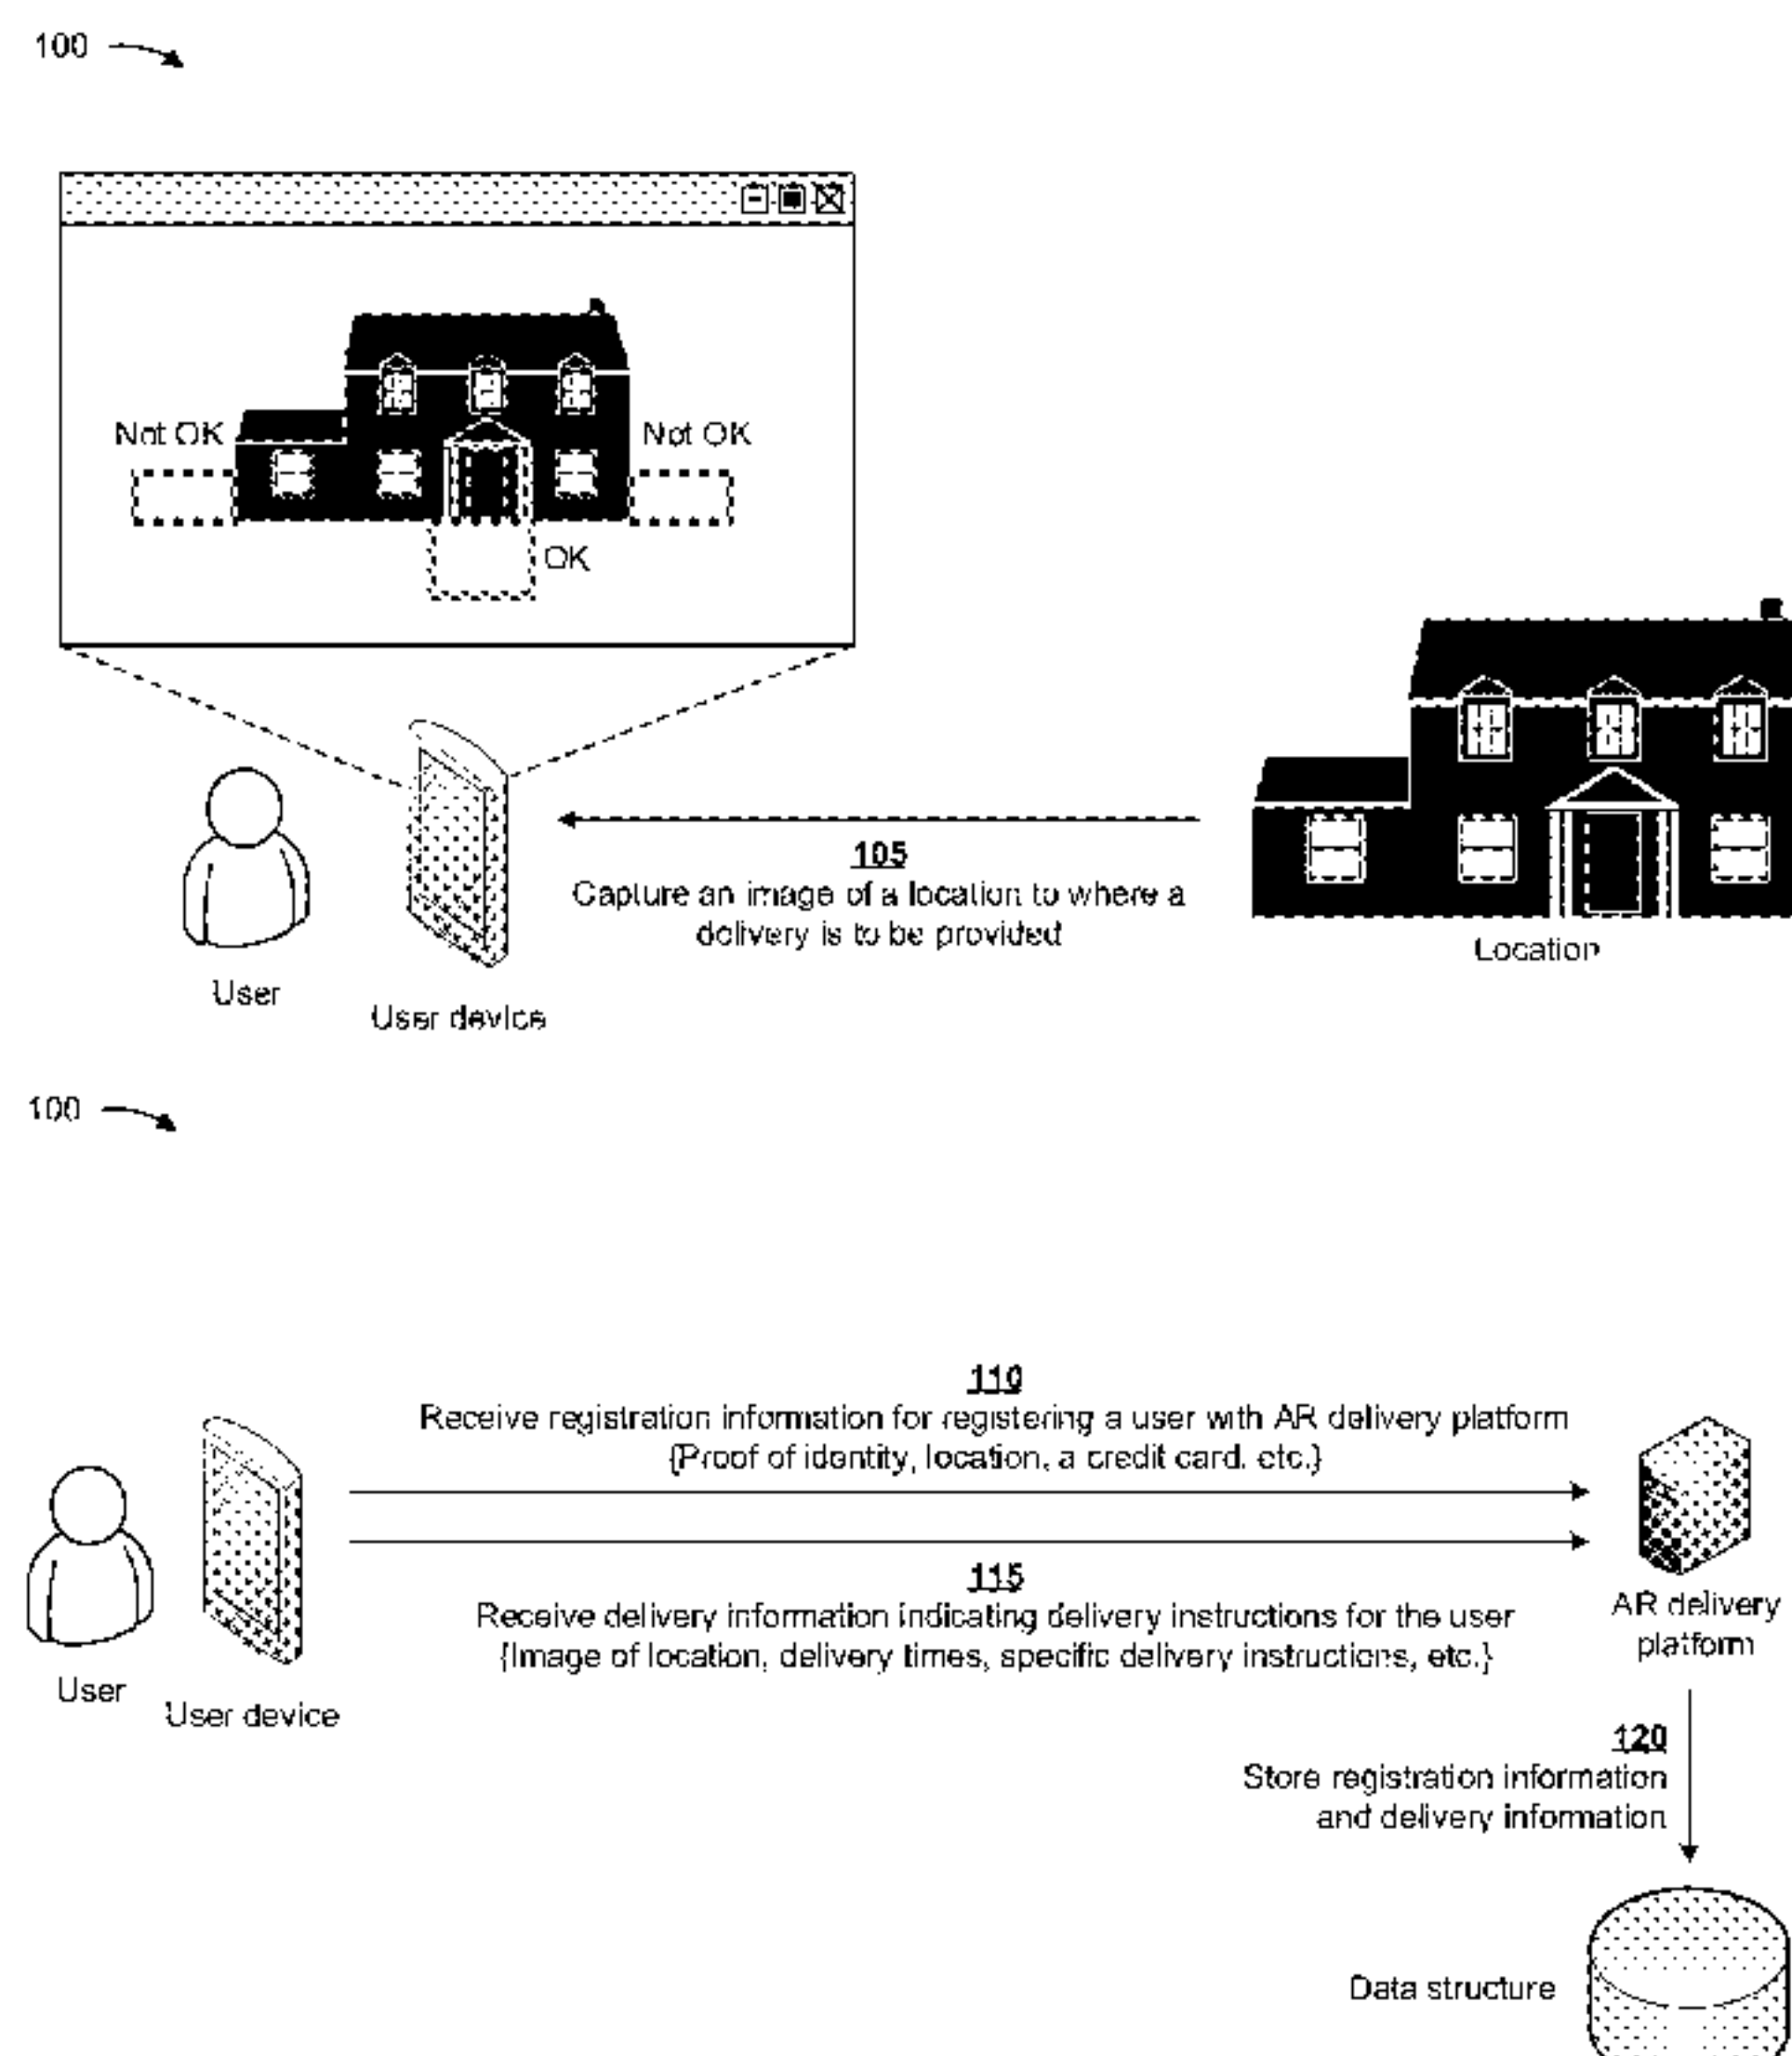 100
Not OK
Not OK
OK
105
Capture an image of a location to where a
delivery is to be provided
Location
User
User device
100
110
Receive registration information for registering a user with AR delivery platform
{Proof of identity, location, a credit card, etc.}
115
Receive delivery information indicating delivery instructions for the user
{Image of location, delivery times, specific delivery instructions, etc.}
AR delivery
platform
User
User device
120
Store registration information
and delivery information
Data structure